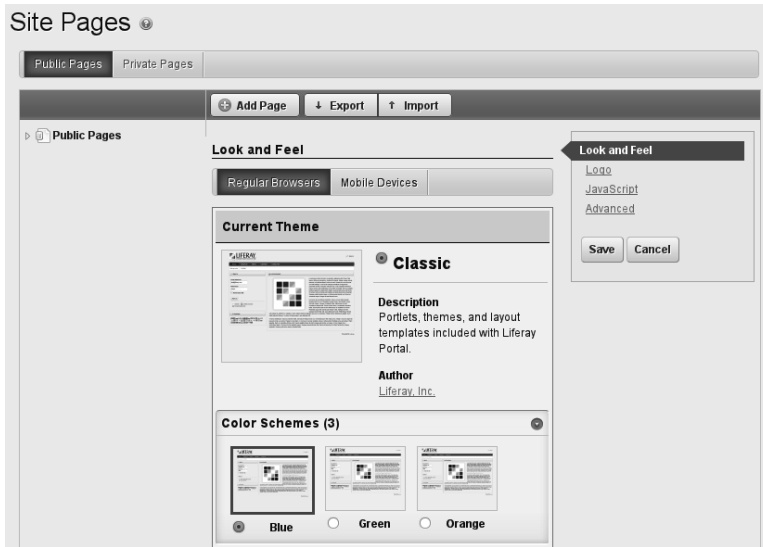 Site Pages
Public Pages
Private Pages
Add Page
Export
Import
Public Pages
Look and Feel
Regular Browsers
Mobile Devices
Current Theme
LIFERAY
Classic
Description
Portlets, themes, and layout
templates included with Liferay
Portal.
Author
Liferay, Inc.
Color Schemes (3)
Blue
Green
Orange
Look and Feel
Logo
JavaScript
Advanced
Save
Cancel